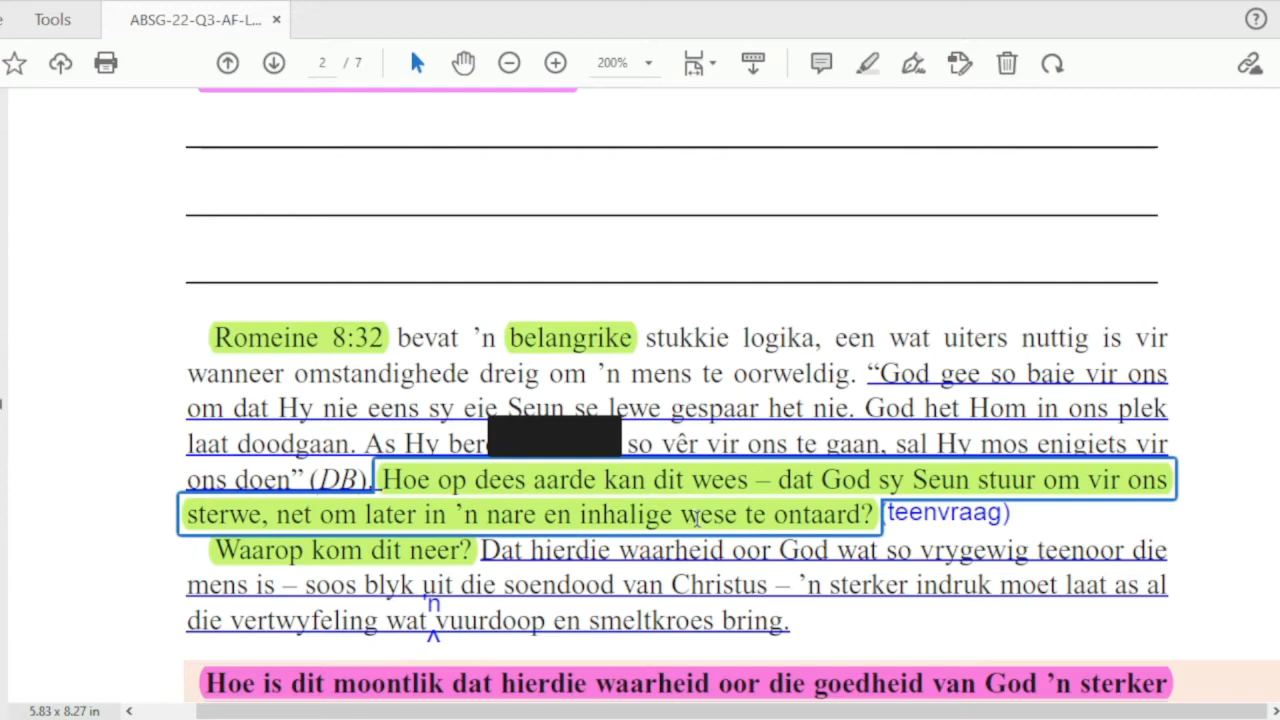 Tools
ABSG-22-Q3-AF-L... ×
2 / 7
200%
Romeine 8:32 bevat ’n belangrike stukkie logika, een wat uiters nuttig is vir
wanneer omstandighede dreig om ’n mens te oorweldig. “God gee so baie vir ons
om dat Hy nie eens sy eie Seun se lewe gespaar het nie. God het Hom in ons plek
laat doodgaan. As Hy so vêr vir ons te gaan, sal Hy mos enigiets vir
ons doen” (DB). Hoe op dees aarde kan dit wees – dat God sy Seun stuur om vir ons
sterwe, net om later in ’n nare en inhalige wese te ontaard? (teenvraag)
Waarop kom dit neer? Dat hierdie waarheid oor God wat so vrygewig teenoor die
mens is – soos blyk uit die soendood van Christus – ’n sterker indruk moet laat as al
'n
die vertwyfeling wat ^ vuurdoop en smeltkroes bring.
Hoe is dit moontlik dat hierdie waarheid oor die goedheid van God ’n sterker
5.83 x 8.27 in